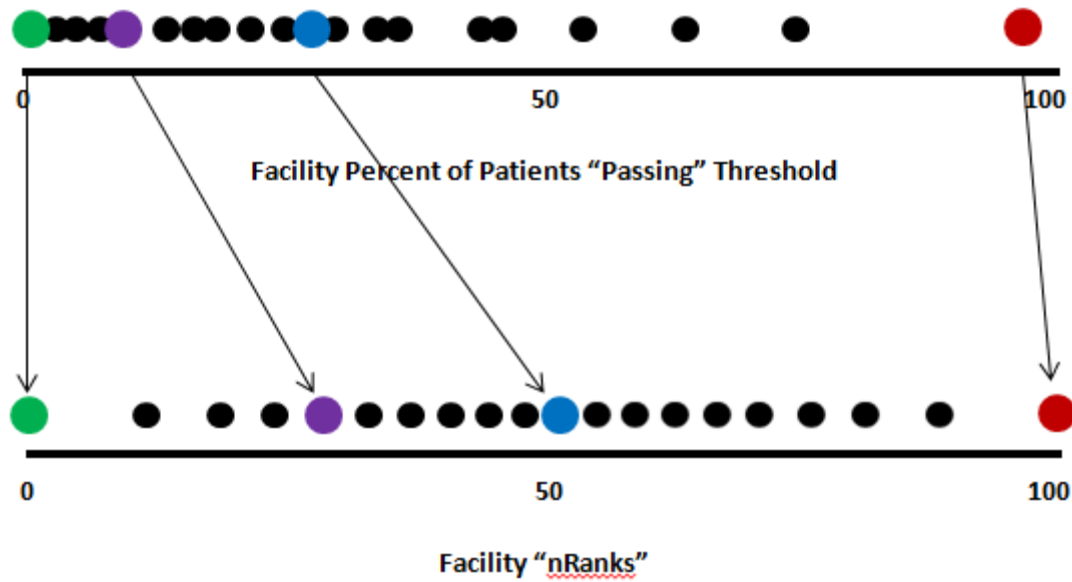 0 50 100
Facility Percent of Patients “Passing” Threshold
0 50 100
Facility “nRanks”